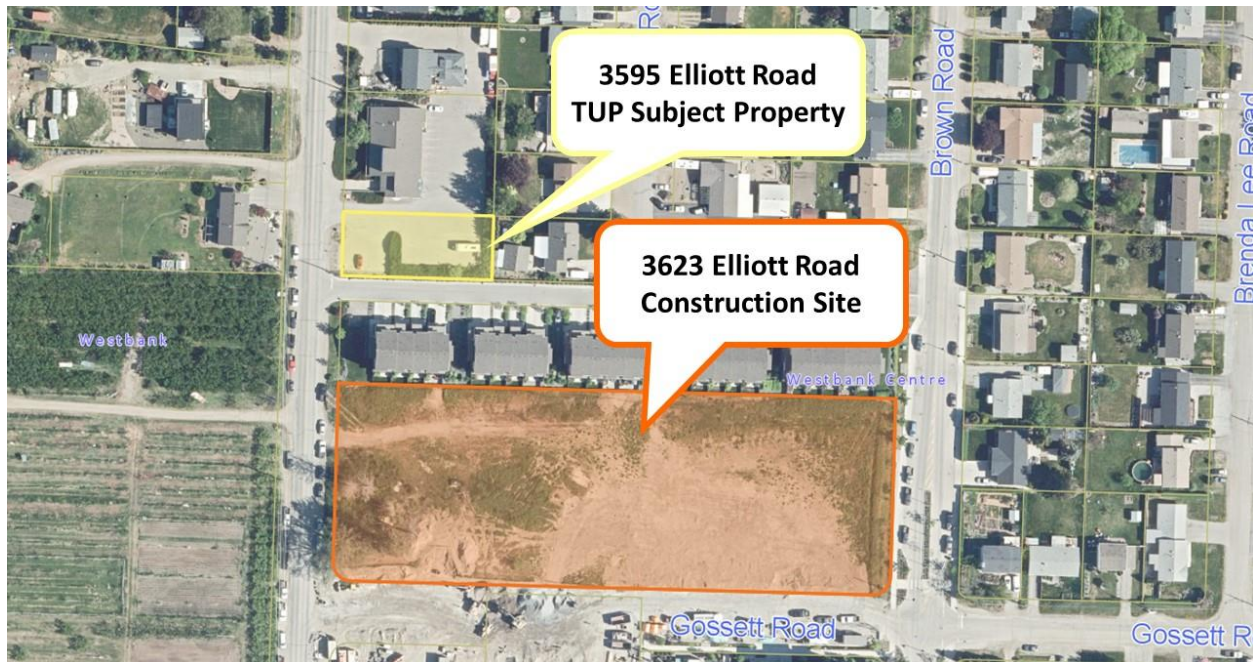 Ro
3595 Elliott Road
TUP Subject Property
Brown Road
Brenda Lee Road
3623 Elliott Road
Construction Site
Westbank
Westbank Centre
Gossett Road
Gossett R